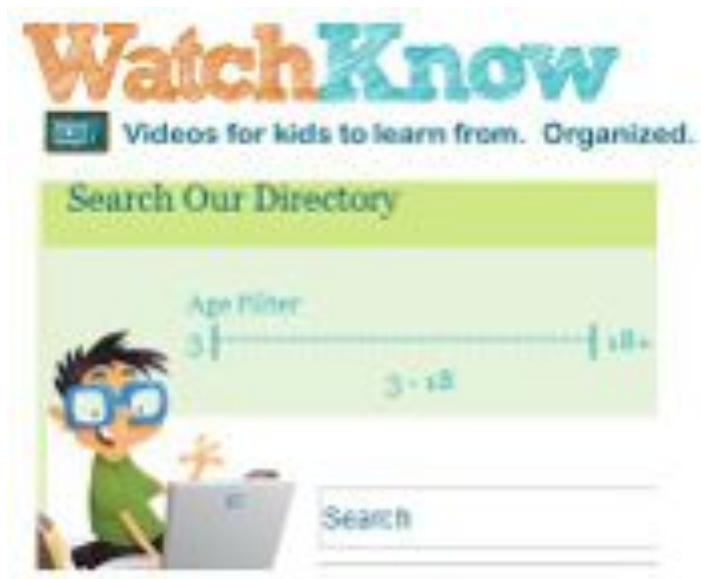 WatchKnow
Videos for kids to learn from. Organized.
Search Our Directory
Age Filter
3 18+
3 - 18
Search